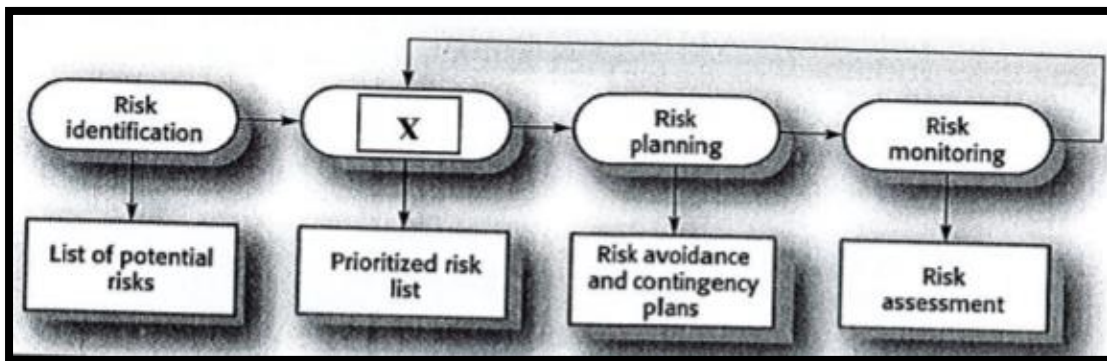 Risk
identification
X
Risk
planning
Risk
monitoring
List of potential
risks
Prioritized risk
list
Risk avoidance
and contingency
plans
Risk
assessment